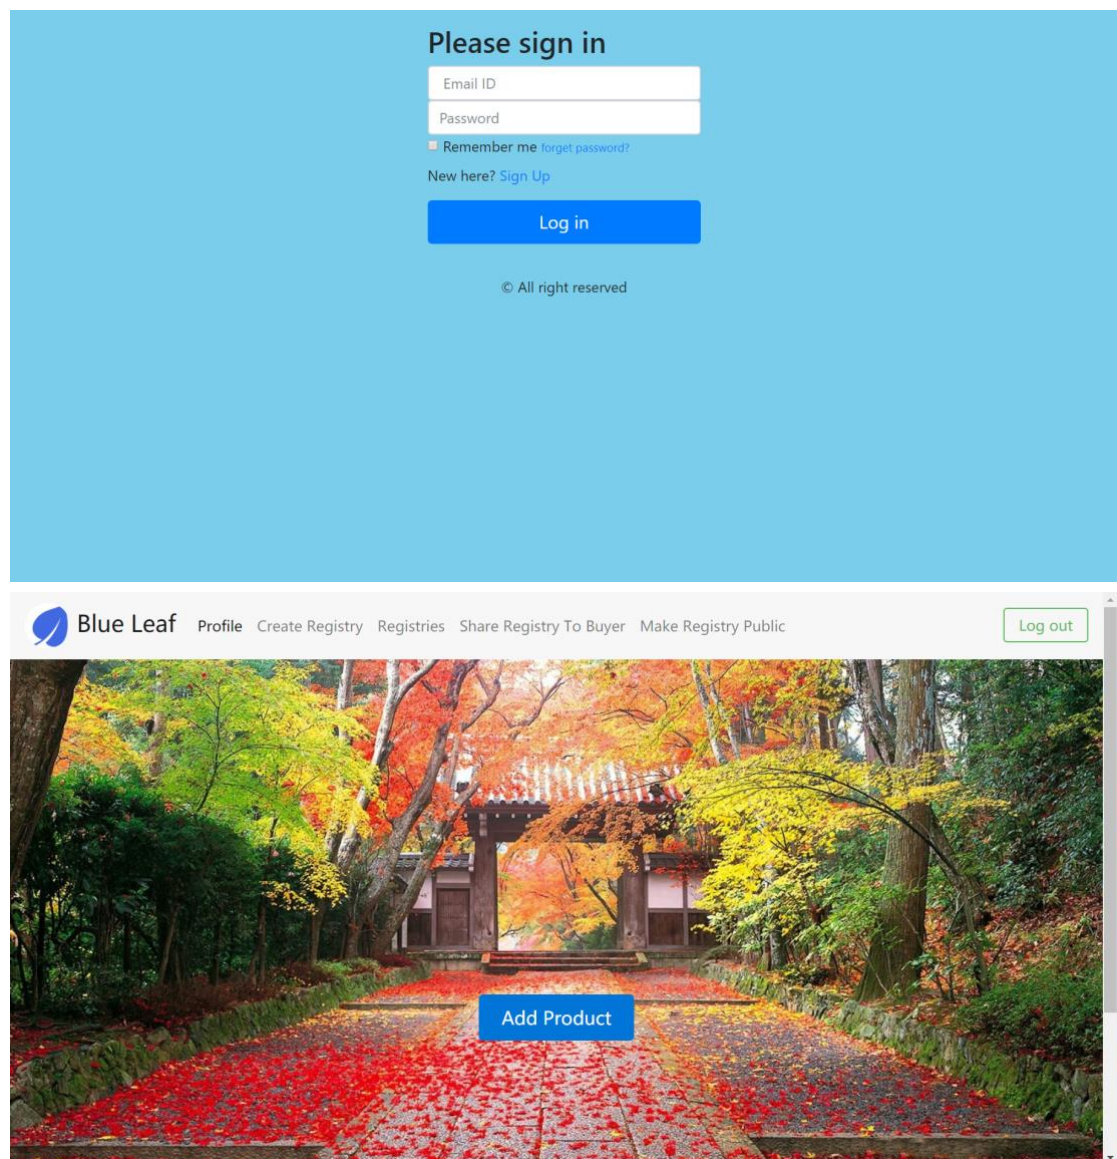 Please sign in
Email ID
Password
Remember me forget password?
New here? Sign Up
Log in
© All right reserved
Blue Leaf Profile Create Registry Registries Share Registry To Buyer Make Registry Public Log out
Add Product